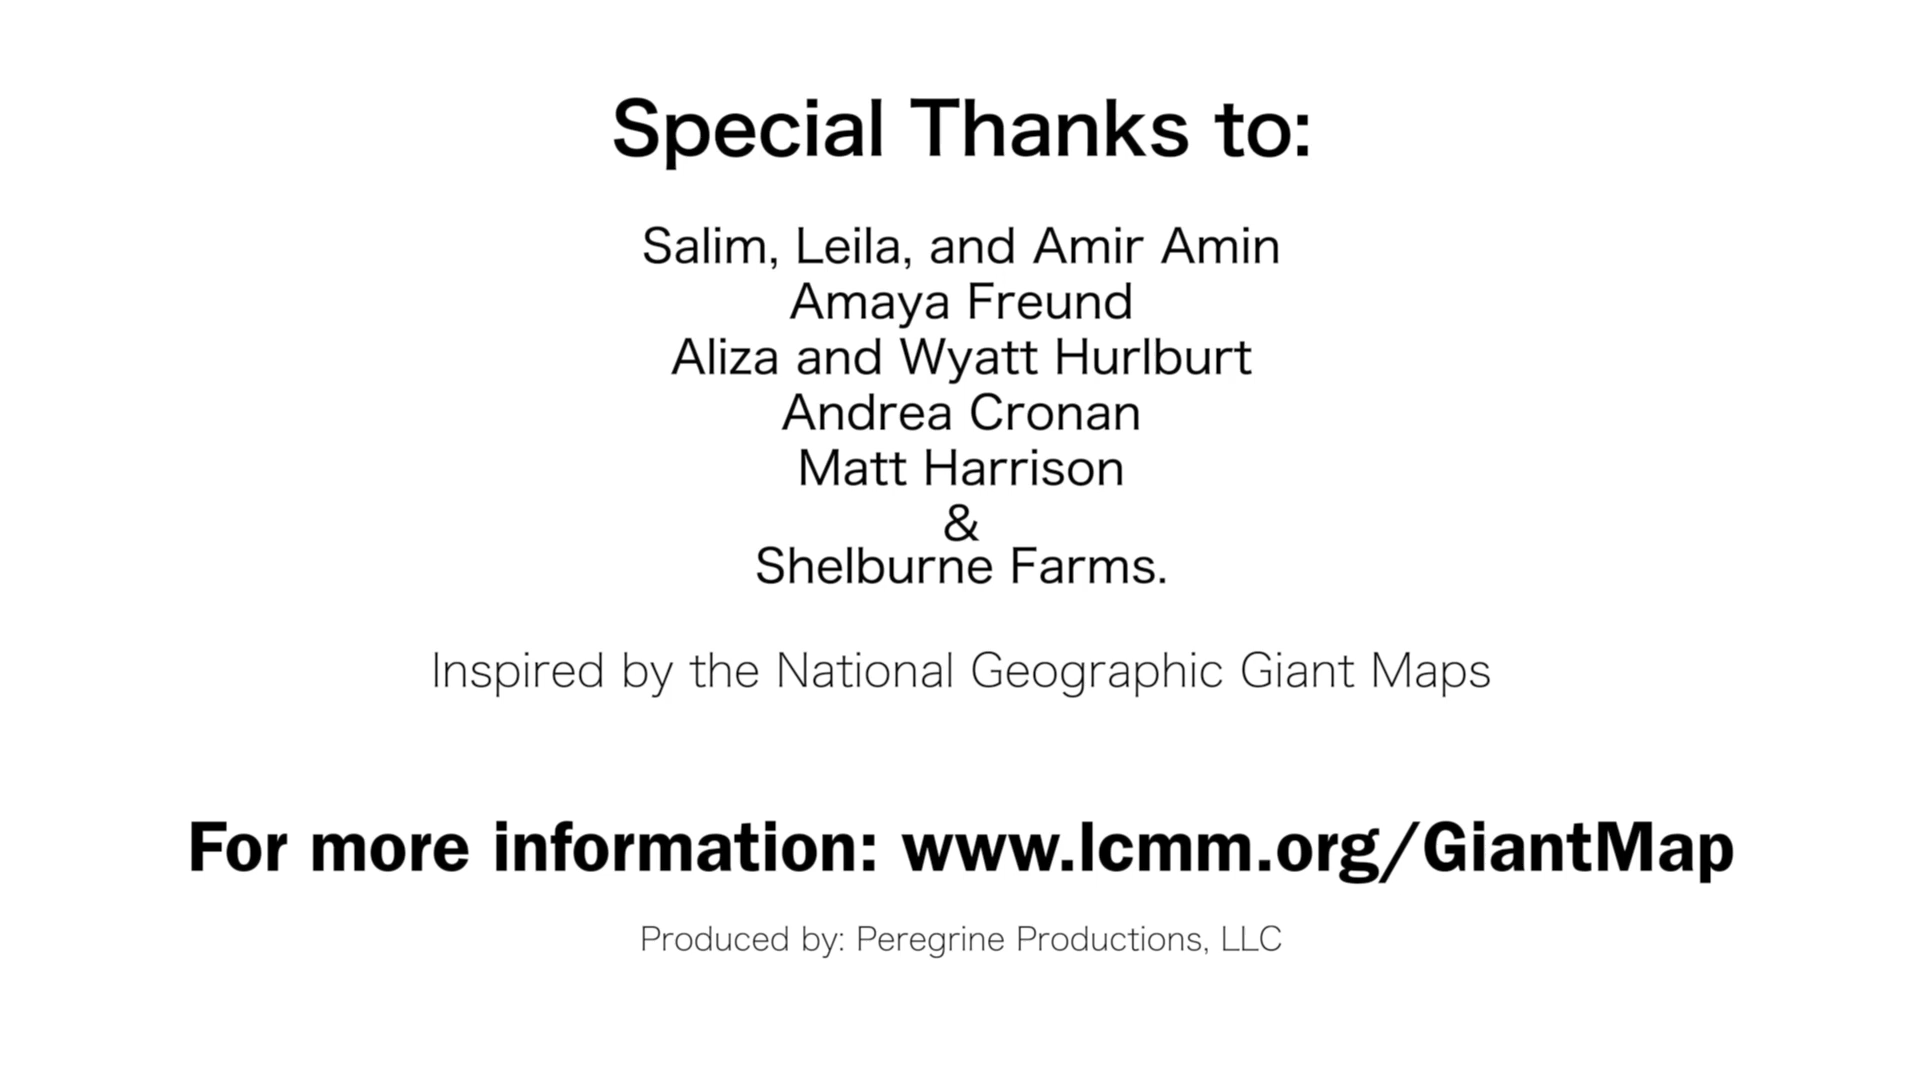 Special Thanks to:
Salim, Leila, and Amir Amin
Amaya Freund
Aliza and Wyatt Hurlburt
Andrea Cronan
Matt Harrison
&
Shelburne Farms.
Inspired by the National Geographic Giant Maps
For more information: www.lcmm.org/GiantMap
Produced by: Peregrine Productions, LLC